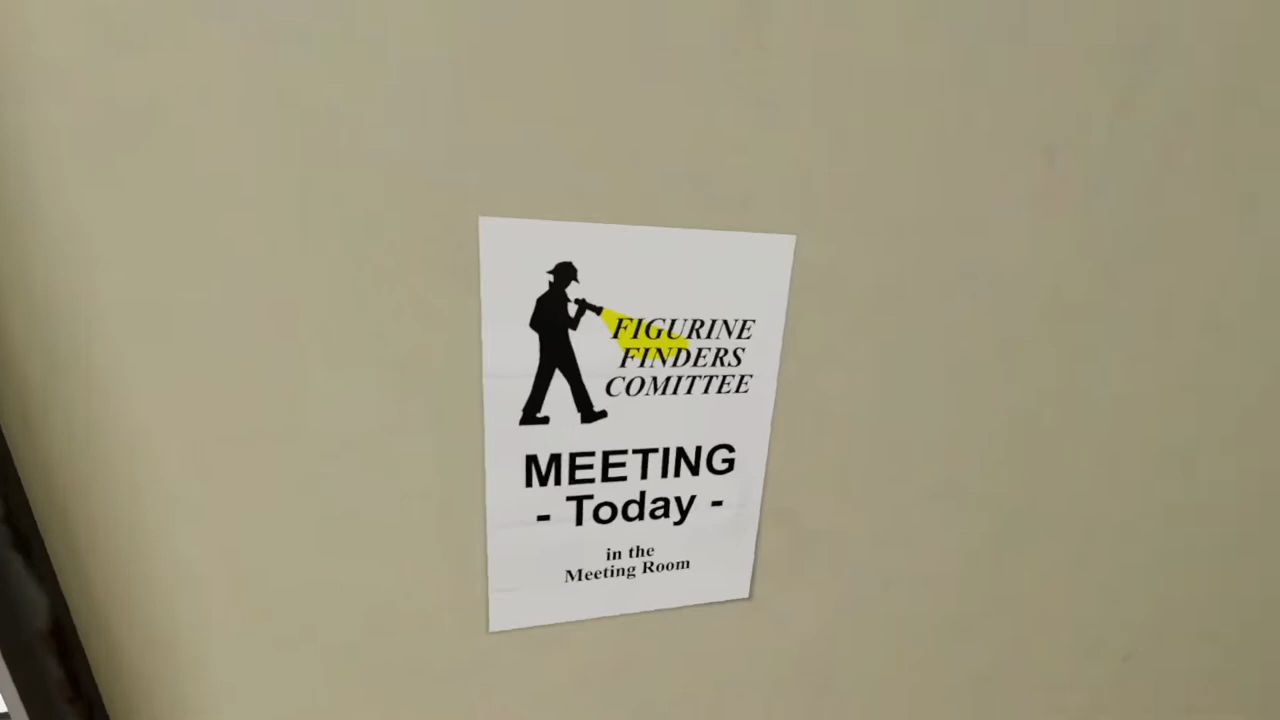 FIGURINE
FINDERS
COMITTEE
MEETING
- Today -
in the
Meeting Room